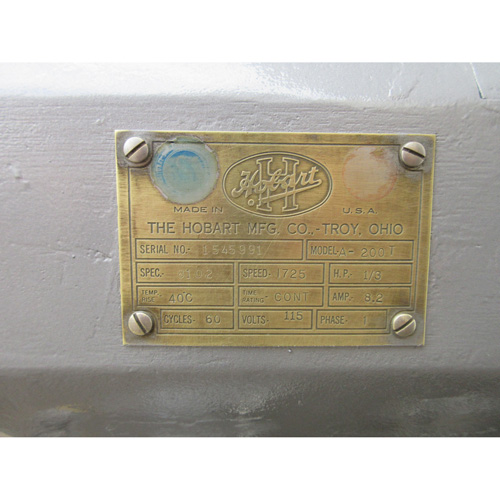 Hobart
MADE IN U.S.A
THE HOBART MFG. CO.,-TROY, OHIO
SERIAL NO.- 1545991 MODEL- A-200T
SPEC.- SPEED- 1725 H.P. 1/3
TEMP. RISE 40C TIME RATING- CONT AMP. 8.2
CYCLES- 60 VOLTS- 115 PHASE- 1